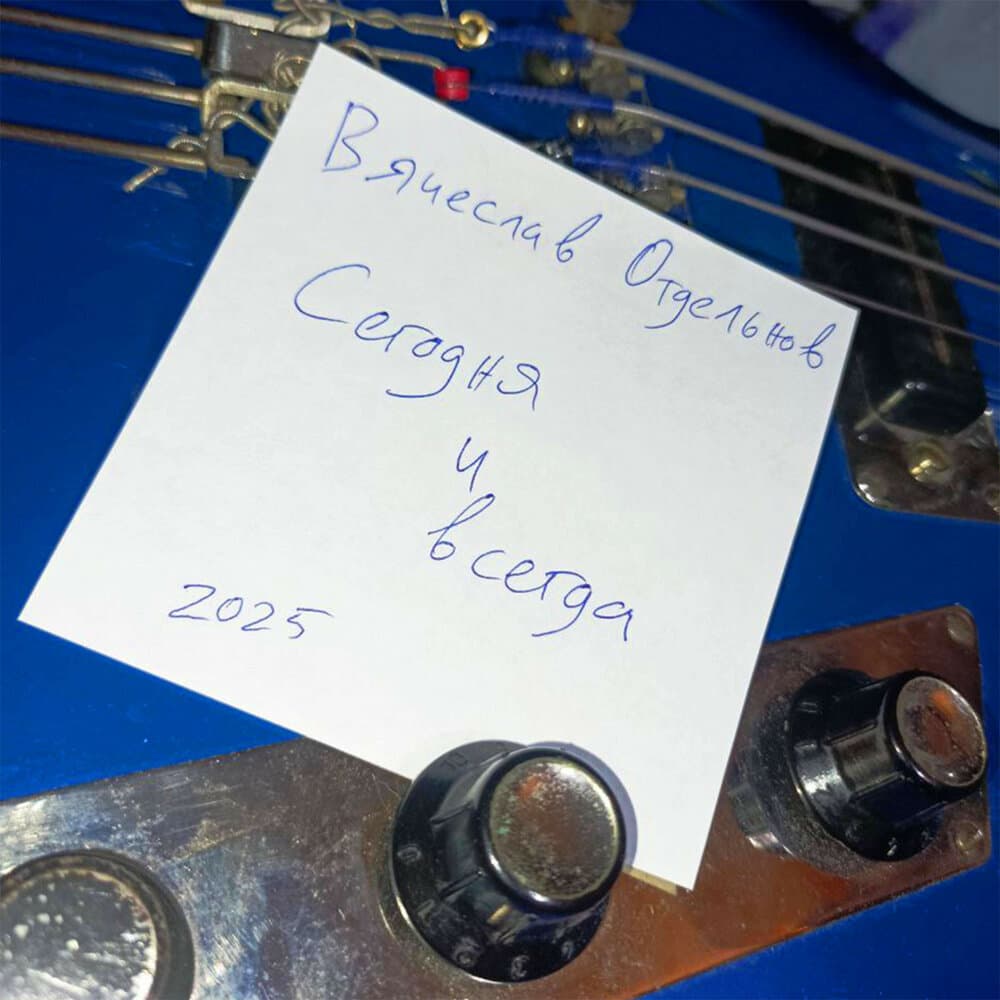 Вячеслав Отдельнов
Сегодня
и
всегда
2025